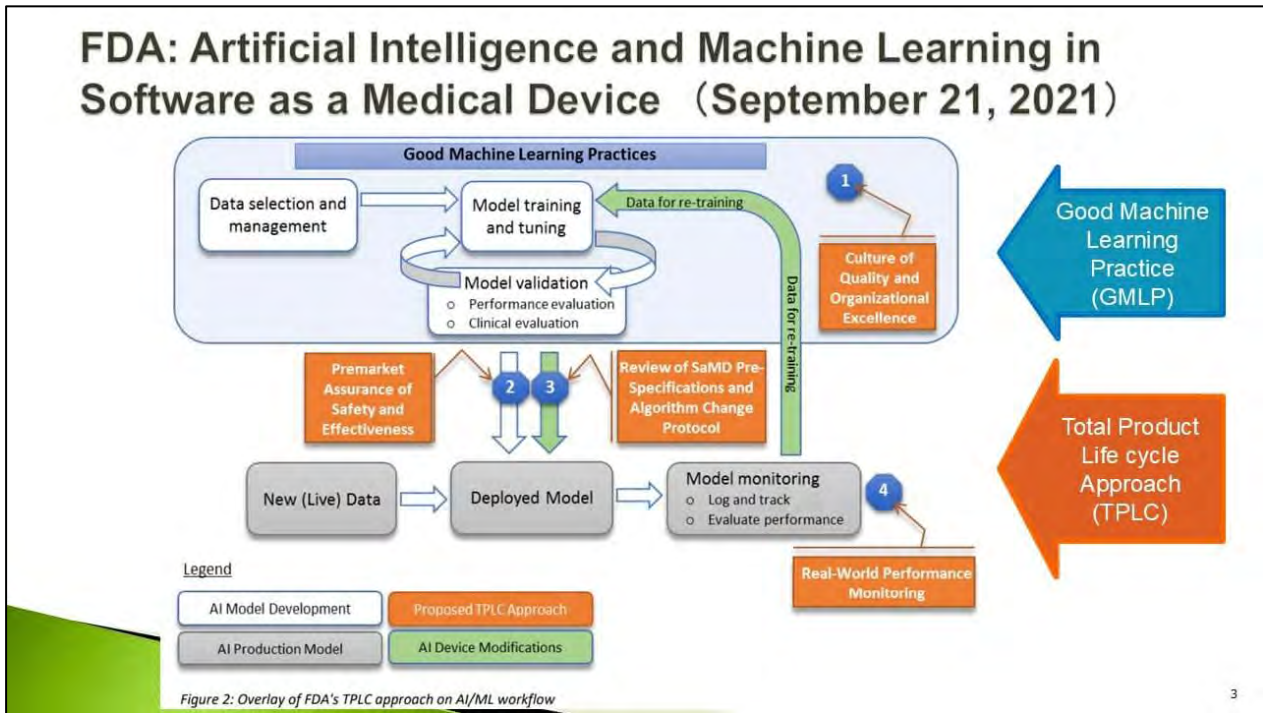 FDA: Artificial Intelligence and Machine Learning in
Software as a Medical Device （September 21, 2021）
Good Machine Learning Practices
Data selection and
management
Model training
and tuning
Data for re-training
1
Culture of
Quality and
Organizational
Excellence
Model validation
o Performance evaluation
o Clinical evaluation
Data for re-training
Premarket
Assurance of
Safety and
Effectiveness
2
3
Review of SaMD Pre-
Specifications and
Algorithm Change
Protocol
New (Live) Data
Deployed Model
Model monitoring
o Log and track
o Evaluate performance
4
Real-World Performance
Monitoring
Good Machine
Learning
Practice
(GMLP)
Total Product
Life cycle
Approach
(TPLC)
Legend
AI Model Development
Proposed TPLC Approach
AI Production Model
AI Device Modifications
Figure 2: Overlay of FDA's TPLC approach on AI/ML workflow
3